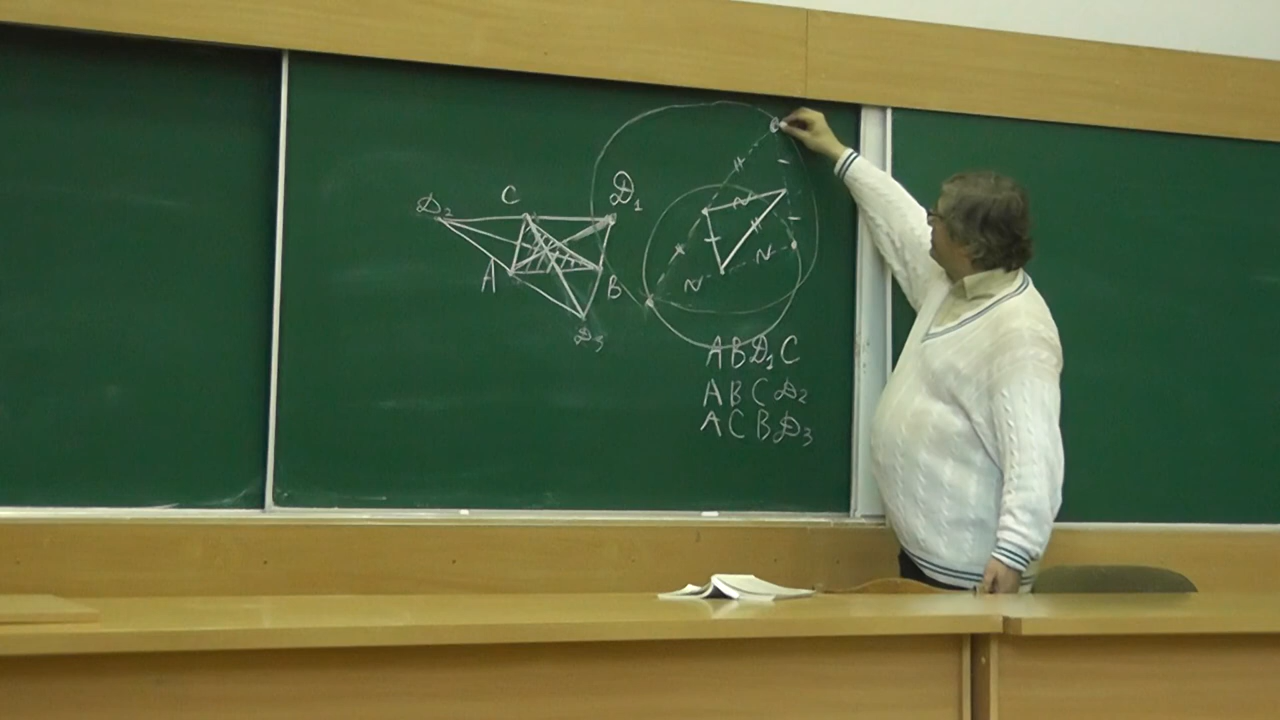 D₂ C D₁
A B
D₃
ABD₁C
ABCD₂
ACBD₃